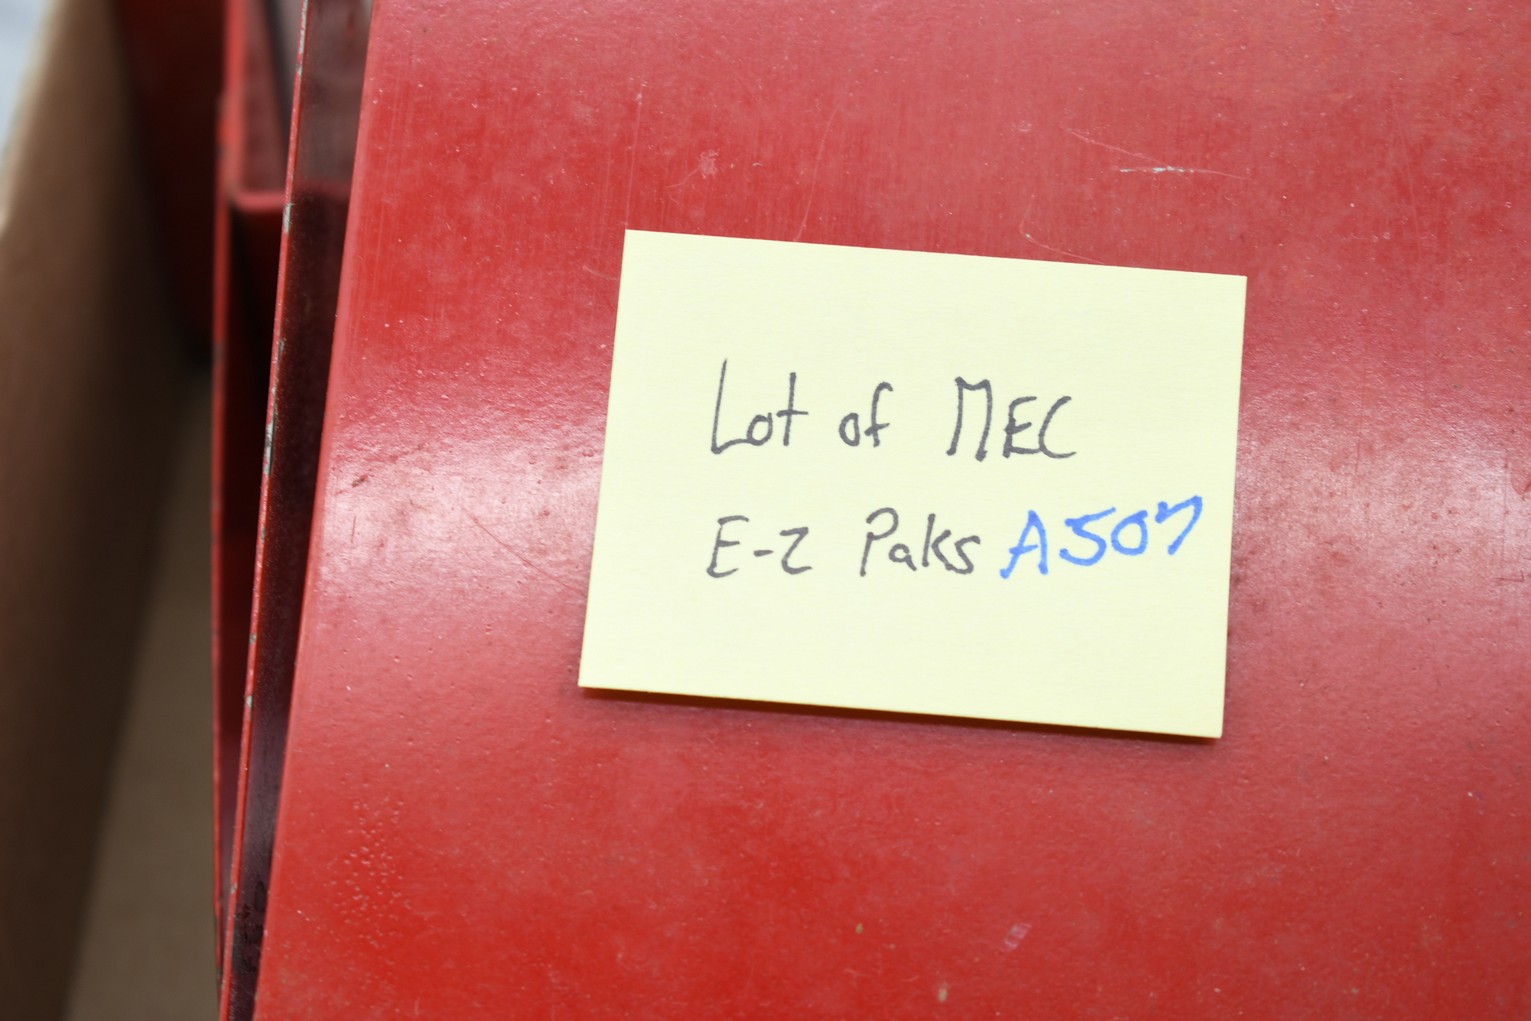 Lot of MEC
E-Z Paks A507